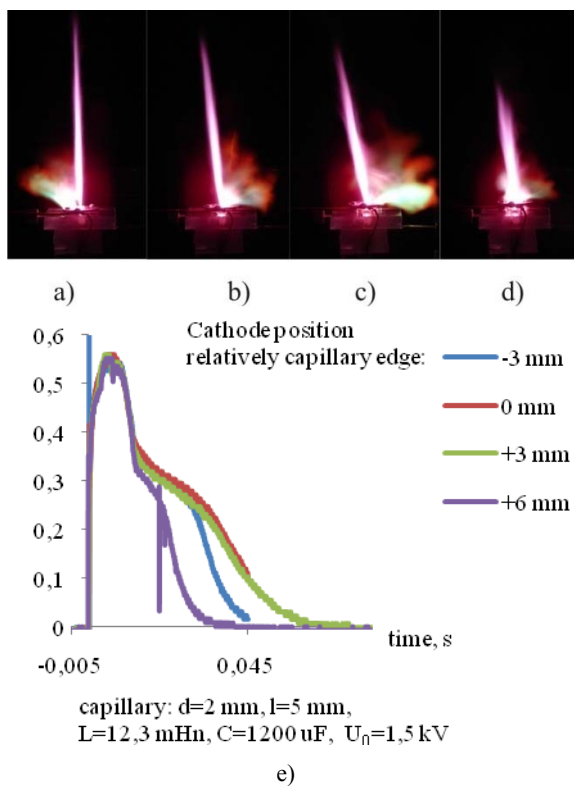 a) b) c) d)
0,6
Cathode position
relatively capillary edge:
-3 mm
0,5
0 mm
0,4
+3 mm
0,3
+6 mm
0,2
0,1
0
time, s
-0,005 0,045
capillary: d=2 mm, l=5 mm,
L=12,3 mHn, C=1200 uF, U₀=1,5 kV
e)